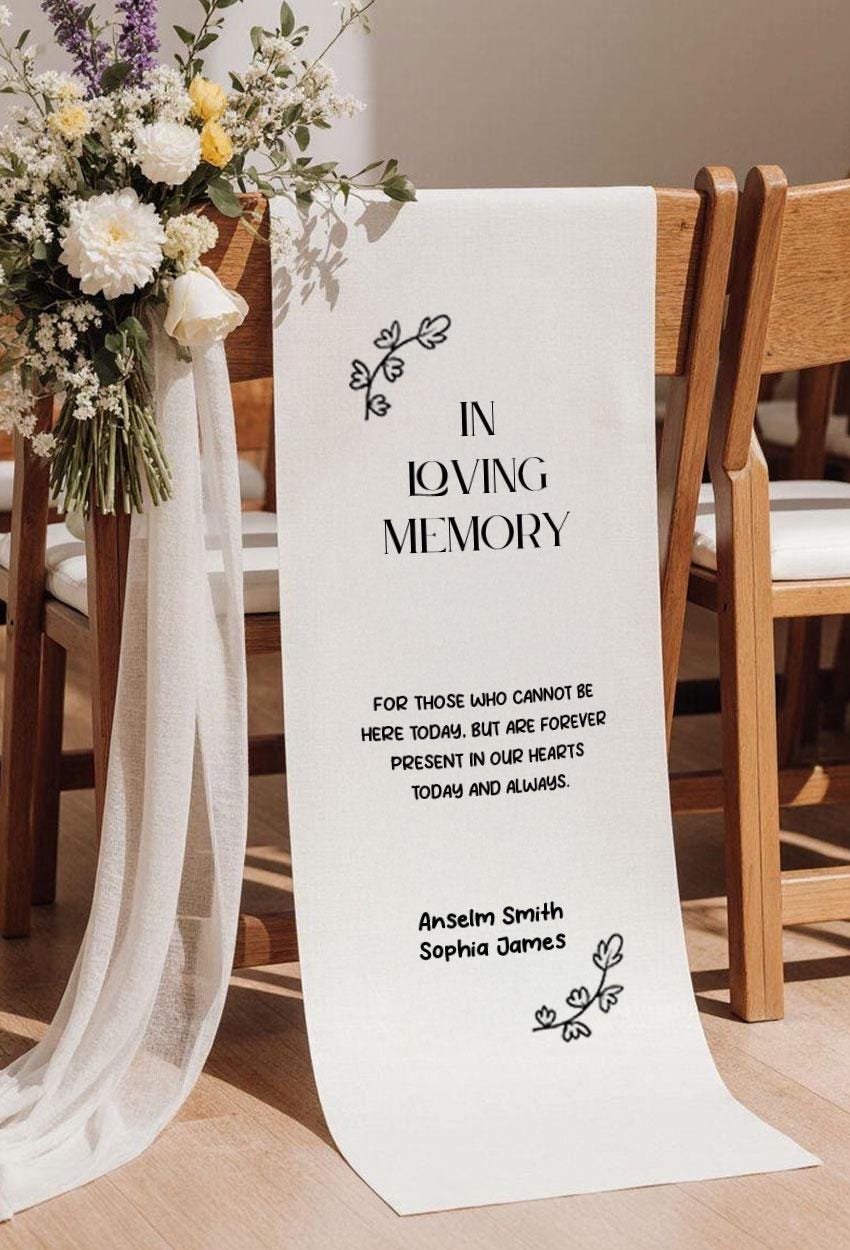 IN
LOVING
MEMORY
FOR THOSE WHO CANNOT BE
HERE TODAY, BUT ARE FOREVER
PRESENT IN OUR HEARTS
TODAY AND ALWAYS.
Anselm Smith
Sophia James